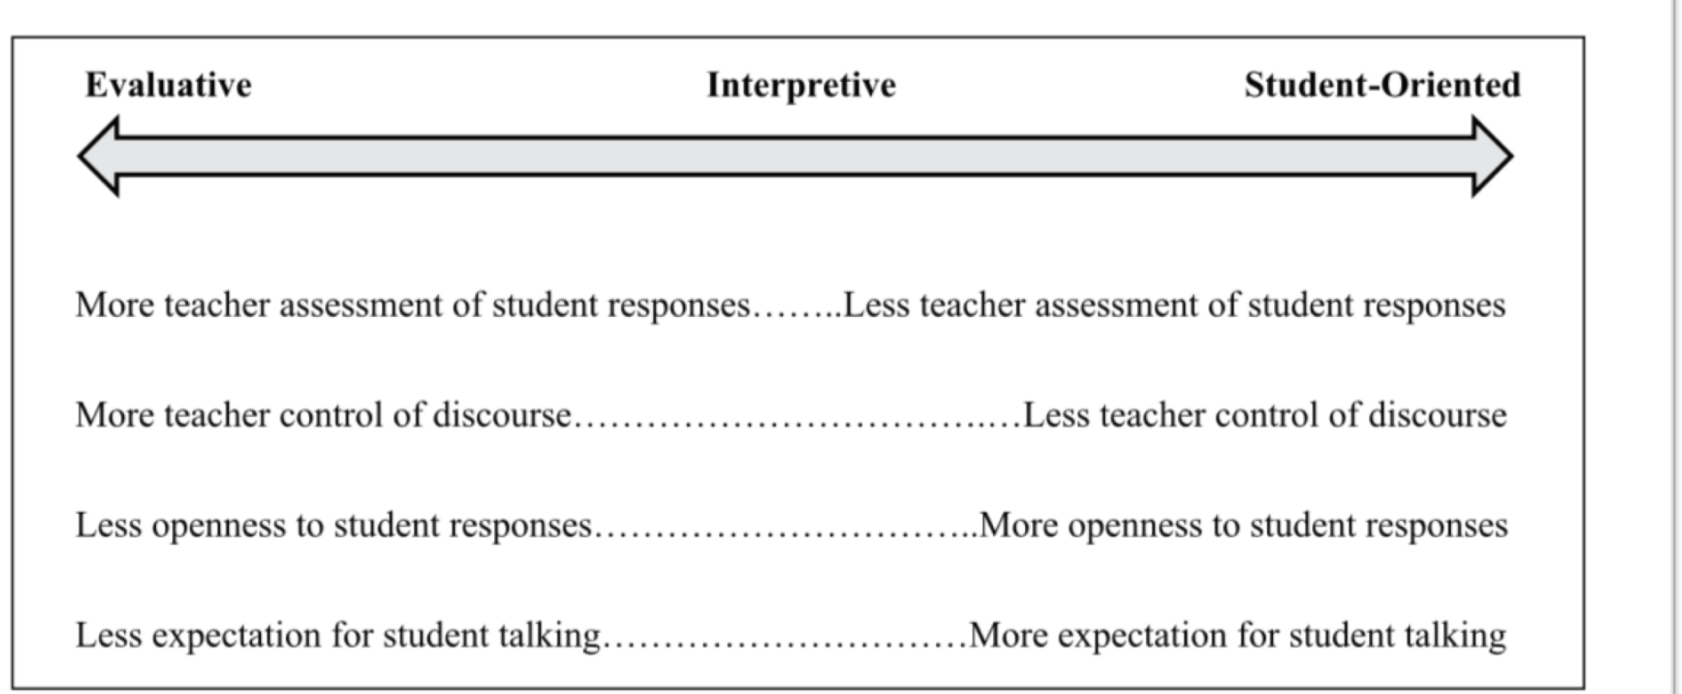 Evaluative Interpretive Student-Oriented
More teacher assessment of student responses……..Less teacher assessment of student responses
More teacher control of discourse…………………………….…Less teacher control of discourse
Less openness to student responses…………………………..More openness to student responses
Less expectation for student talking…………………………More expectation for student talking